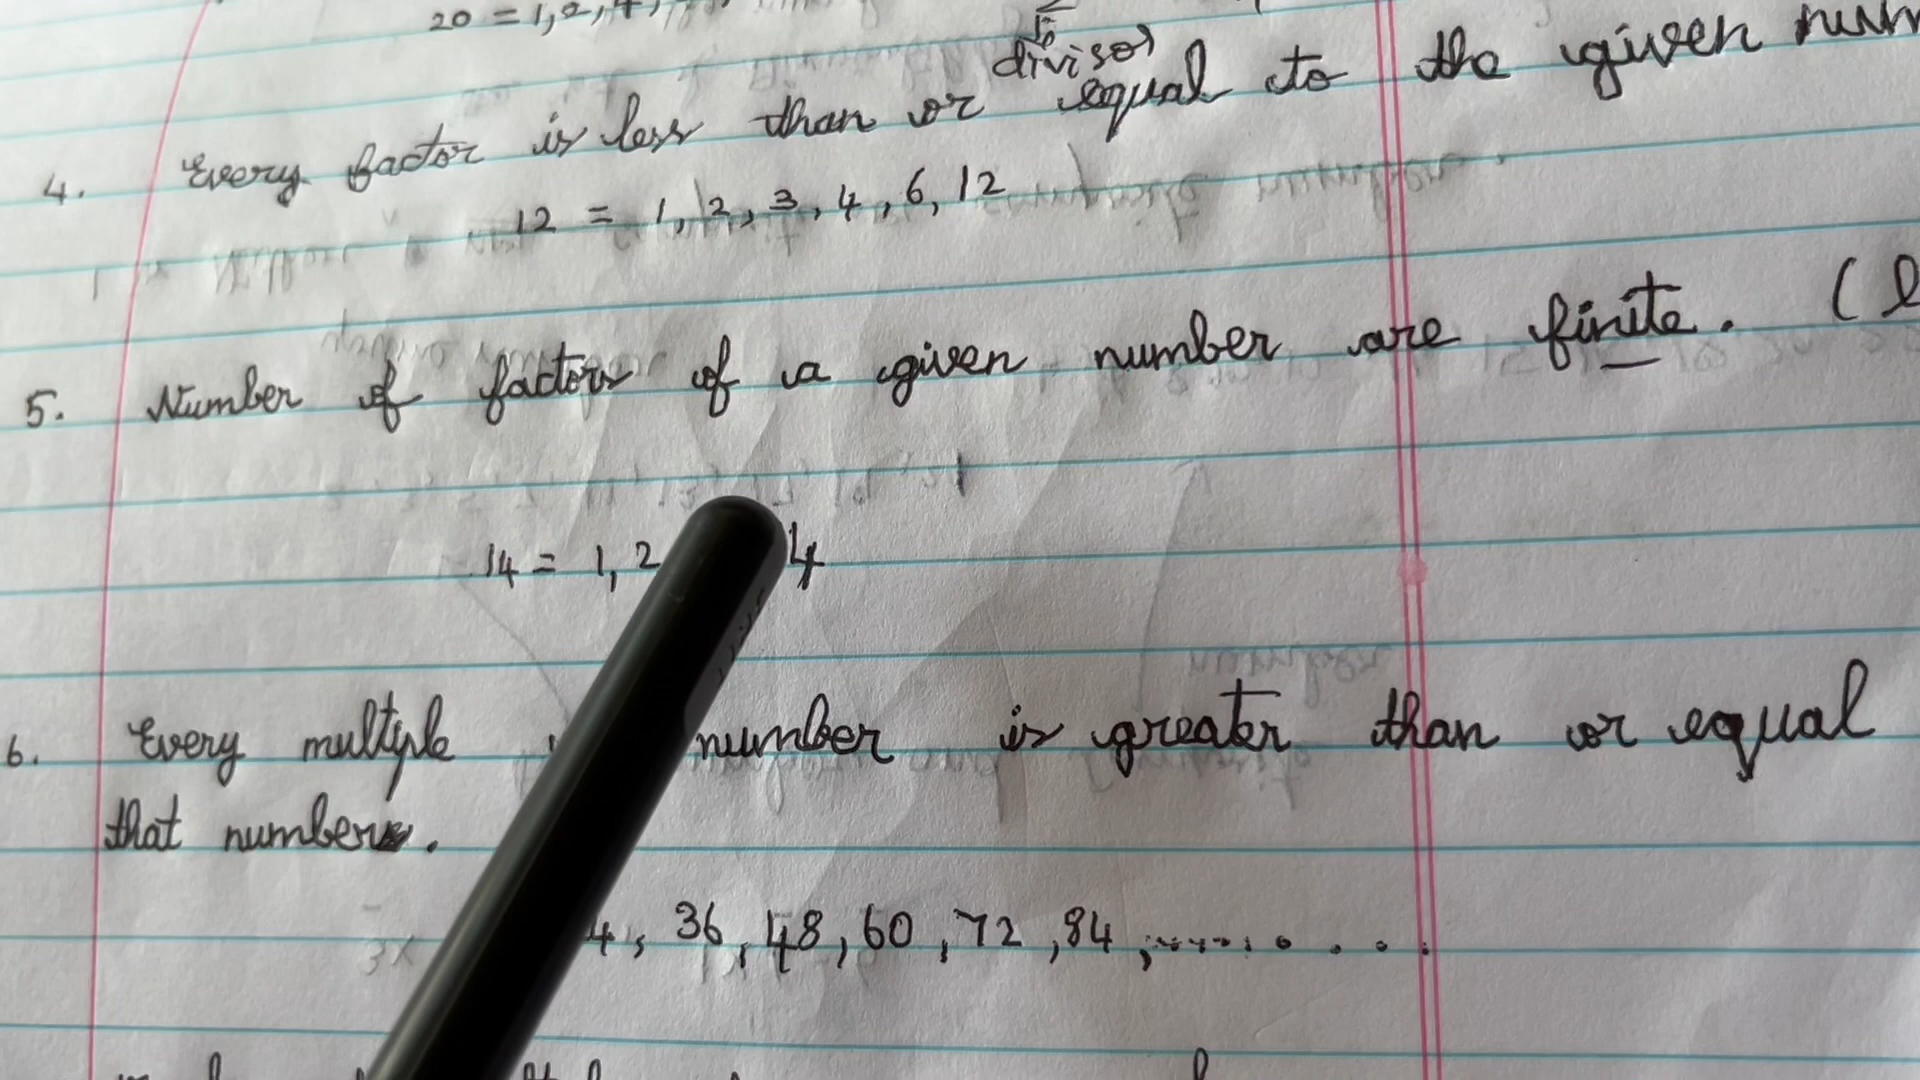 20 = 1, 2, 4,
divisor
4. Every factor is less than or equal to the given num
12 = 1, 2, 3, 4, 6, 12
5. Number of factors of a given number are finite. (
14 = 1, 2 4
6. Every multiple number is greater than or equal
that number.
4, 36, 48, 60, 72, 84, ..........